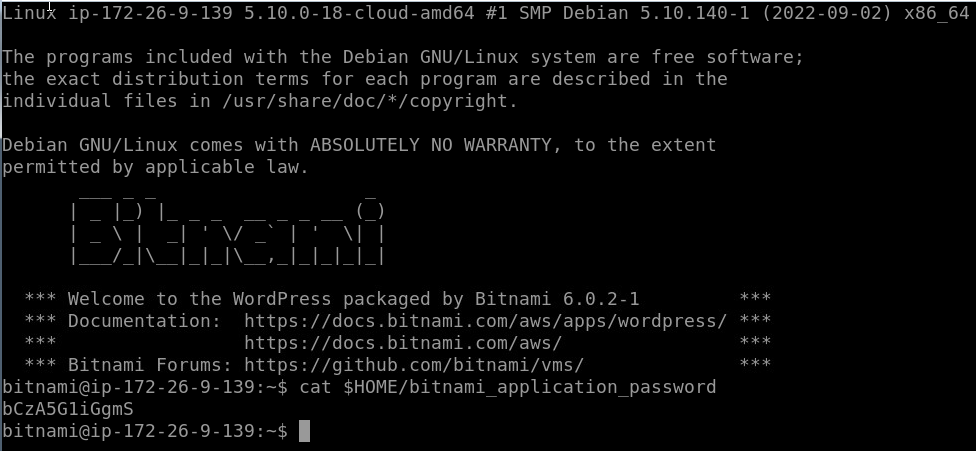 Linux ip-172-26-9-139 5.10.0-18-cloud-amd64 #1 SMP Debian 5.10.140-1 (2022-09-02) x86_64
The programs included with the Debian GNU/Linux system are free software;
the exact distribution terms for each program are described in the
individual files in /usr/share/doc/*/copyright.
Debian GNU/Linux comes with ABSOLUTELY NO WARRANTY, to the extent
permitted by applicable law.
Bitnami
*** Welcome to the WordPress packaged by Bitnami 6.0.2-1 ***
*** Documentation: https://docs.bitnami.com/aws/apps/wordpress/ ***
*** https://docs.bitnami.com/aws/ ***
*** Bitnami Forums: https://github.com/bitnami/vms/ ***
bitnami@ip-172-26-9-139:~$ cat $HOME/bitnami_application_password
bCzA5G1iGgmS
bitnami@ip-172-26-9-139:~$